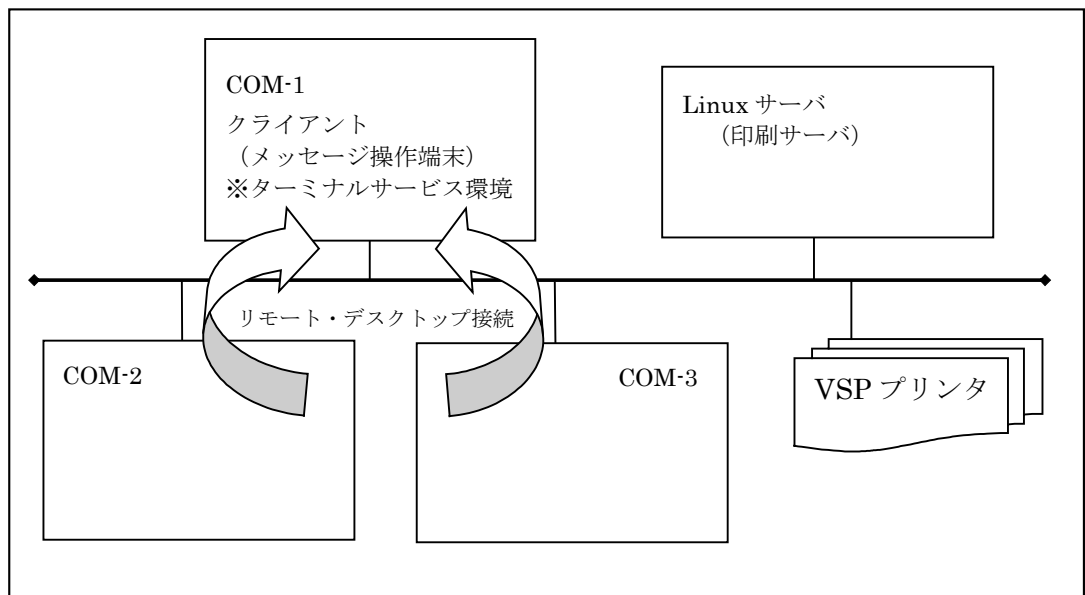 COM-1
クライアント
（メッセージ操作端末）
※ターミナルサービス環境
Linux サーバ
（印刷サーバ）
リモート・デスクトップ接続
COM-2
COM-3
VSP プリンタ